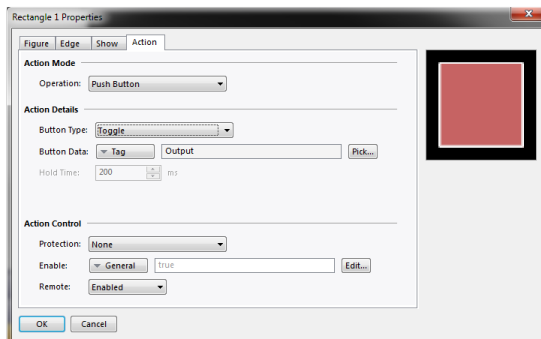 Rectangle 1 Properties
Figure Edge Show Action
Action Mode
Operation: Push Button
Action Details
Button Type: Toggle
Button Data: Tag Output Pick...
Hold Time: 200 ms
Action Control
Protection: None
Enable: General true Edit...
Remote: Enabled
OK Cancel